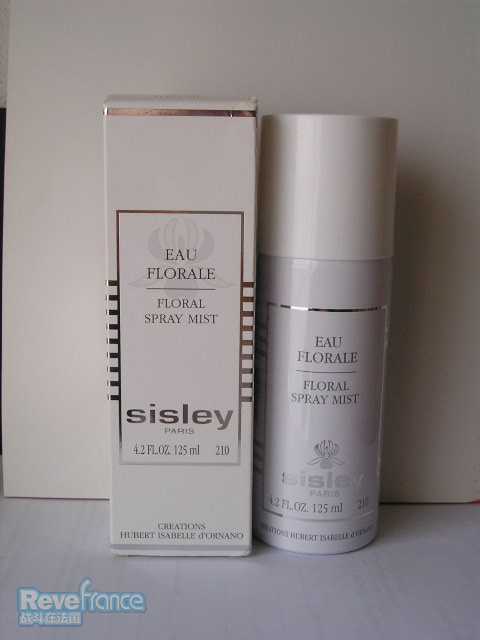 EAU
FLORALE
FLORAL
SPRAY MIST
sisley
PARIS
4.2 FL.OZ. 125 ml 210
CREATIONS
HUBERT ISABELLE d'ORNANO
EAU
FLORALE
FLORAL
SPRAY MIST
sisley
PARIS
4.2 FL.OZ. 125 ml 210
CREATIONS HUBERT ISABELLE d'ORNANO
Revefrance